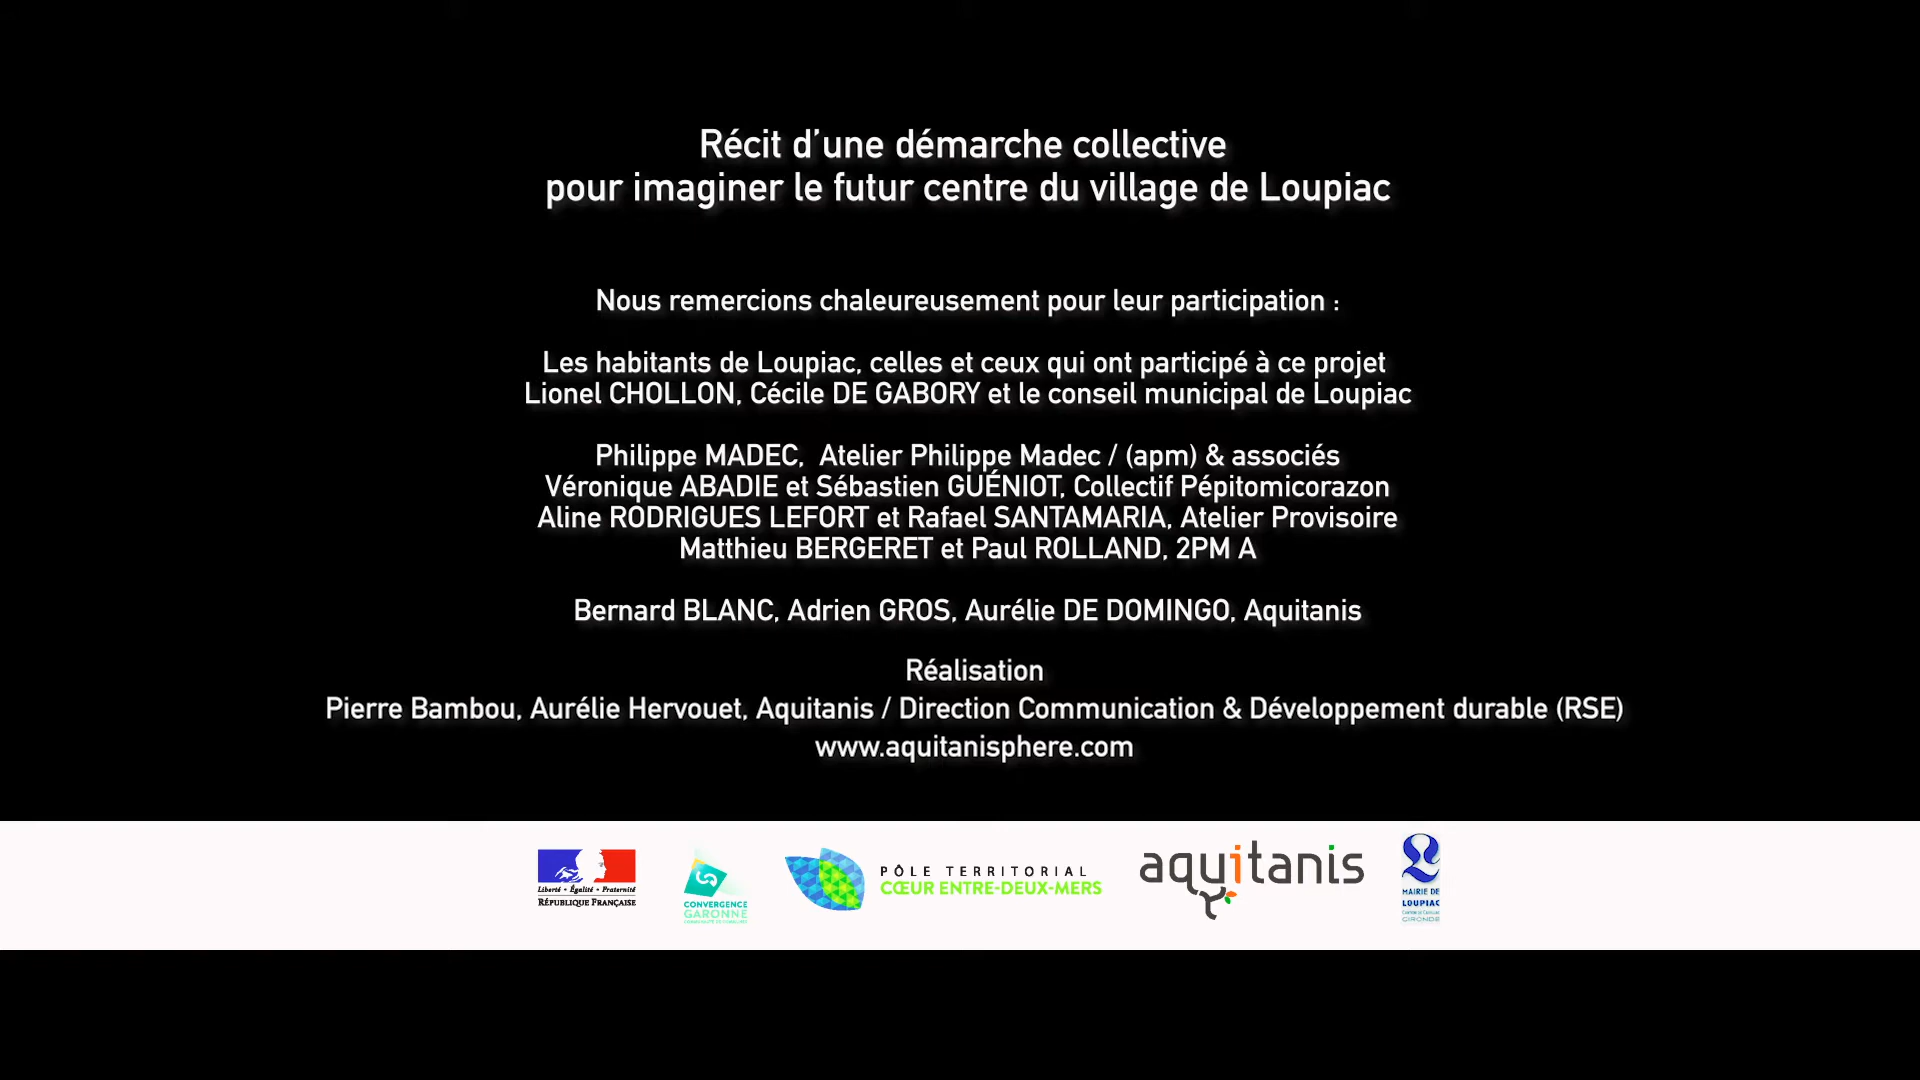 Récit d’une démarche collective
pour imaginer le futur centre du village de Loupiac
Nous remercions chaleureusement pour leur participation :
Les habitants de Loupiac, celles et ceux qui ont participé à ce projet
Lionel CHOLLON, Cécile DE GABORY et le conseil municipal de Loupiac
Philippe MADEC,  Atelier Philippe Madec / (apm) & associés
Véronique ABADIE et Sébastien GUÉNIOT, Collectif Pépitomicorazon
Aline RODRIGUES LEFORT et Rafael SANTAMARIA, Atelier Provisoire
Matthieu BERGERET et Paul ROLLAND, 2PM A
Bernard BLANC, Adrien GROS, Aurélie DE DOMINGO, Aquitanis
Réalisation
Pierre Bambou, Aurélie Hervouet, Aquitanis / Direction Communication & Développement durable (RSE)
www.aquitanisphere.com
Liberté • Égalité • Fraternité
RÉPUBLIQUE FRANÇAISE
CONVERGENCE
GARONNE
PÔLE TERRITORIAL
CŒUR ENTRE-DEUX-MERS
aquitanis
MAIRIE DE
LOUPIAC
GIRONDE